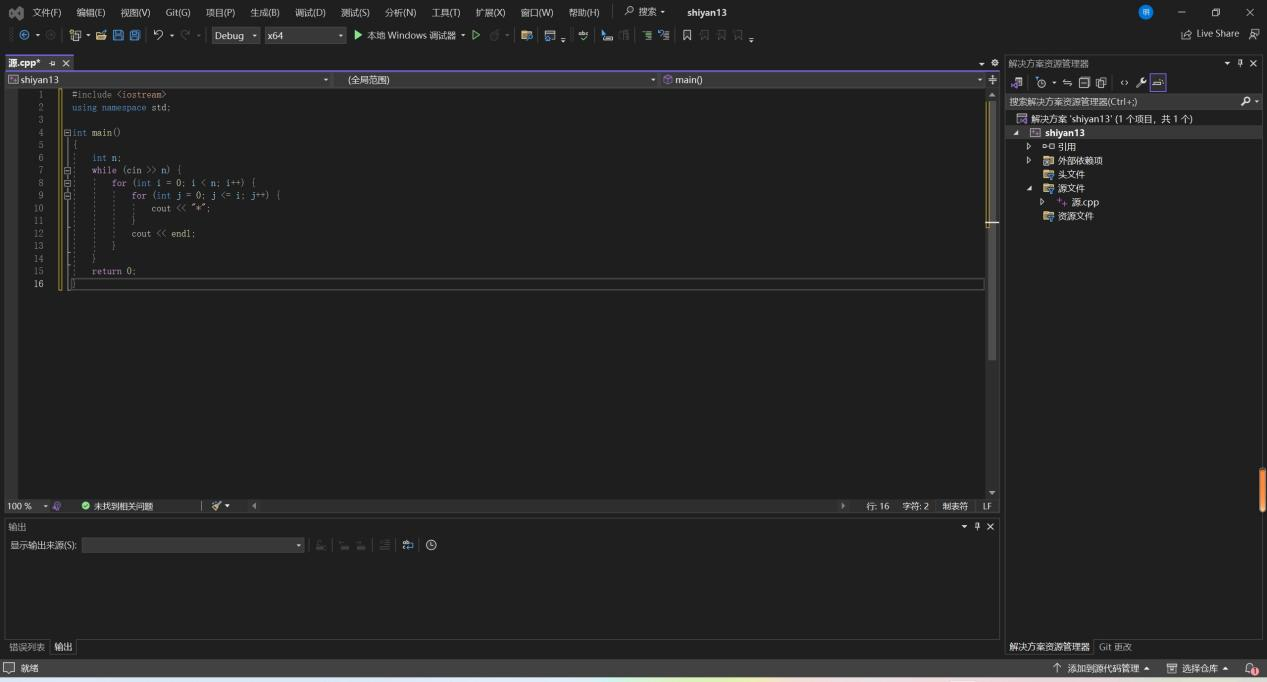 文件(F) 编辑(E) 视图(V) Git(G) 项目(P) 生成(B) 调试(D) 测试(S) 分析(N) 工具(T) 扩展(X) 窗口(W) 帮助(H) 搜索 shiyan13 明
Debug x64 本地 Windows 调试器 Live Share
源.cpp* 解决方案资源管理器
shiyan13 (全局范围) main()
搜索解决方案资源管理器(Ctrl+;)
解决方案 'shiyan13' (1 个项目，共 1 个)
shiyan13
引用
外部依赖项
头文件
源文件
源.cpp
资源文件
1 #include <iostream>
2 using namespace std;
3
4 int main()
5 {
6 int n;
7 while (cin >> n) {
8 for (int i = 0; i < n; i++) {
9 for (int j = 0; j <= i; j++) {
10 cout << "*";
11 }
12 cout << endl;
13 }
14 }
15 return 0;
16 }
100 % 未找到相关问题 行: 16 字符: 2 制表符 LF
输出
显示输出来源(S):
错误列表 输出 解决方案资源管理器 Git 更改
就绪 添加到源代码管理 选择仓库 1